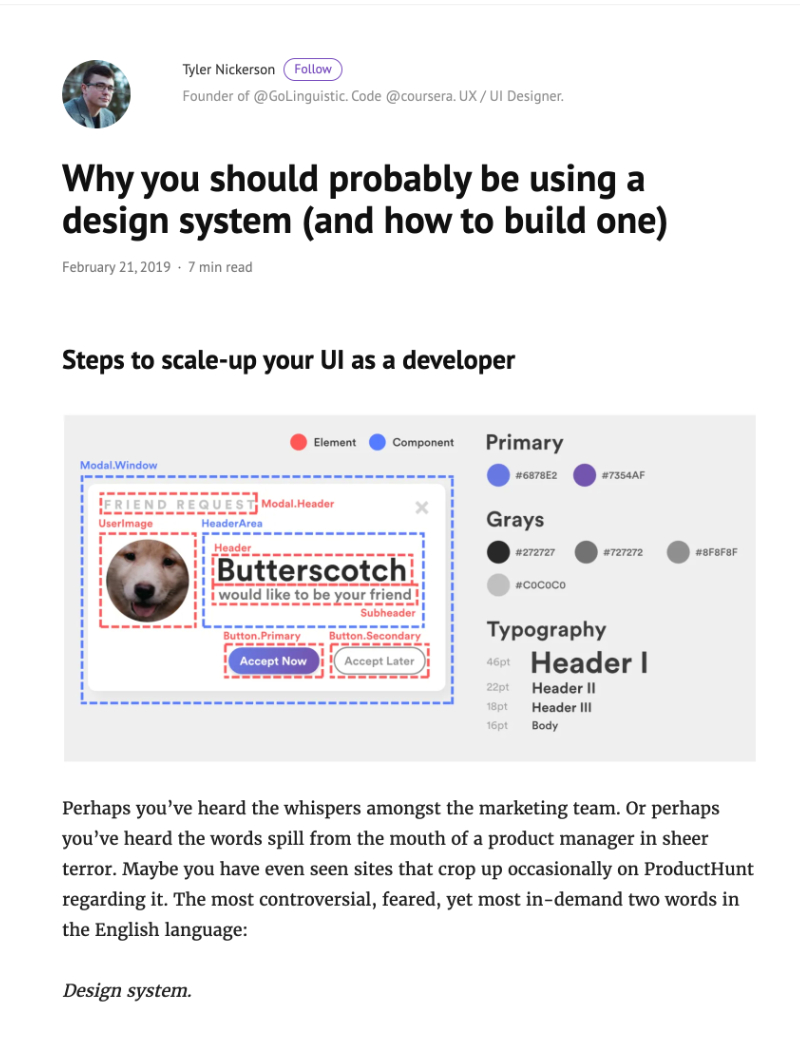 Tyler Nickerson Follow
Founder of @GoLinguistic. Code @coursera. UX / UI Designer.
Why you should probably be using a
design system (and how to build one)
February 21, 2019 · 7 min read
Steps to scale-up your UI as a developer
Element Component
Modal.Window
FRIEND REQUEST Modal.Header
UserImage HeaderArea
Header
Butterscotch
would like to be your friend
Subheader
Button.Primary Button.Secondary
Accept Now Accept Later
Primary
#6878E2 #7354AF
Grays
#272727 #727272 #8F8F8F
#C0C0C0
Typography
46pt Header I
22pt Header II
18pt Header III
16pt Body
Perhaps you’ve heard the whispers amongst the marketing team. Or perhaps
you’ve heard the words spill from the mouth of a product manager in sheer
terror. Maybe you have even seen sites that crop up occasionally on ProductHunt
regarding it. The most controversial, feared, yet most in-demand two words in
the English language:
Design system.